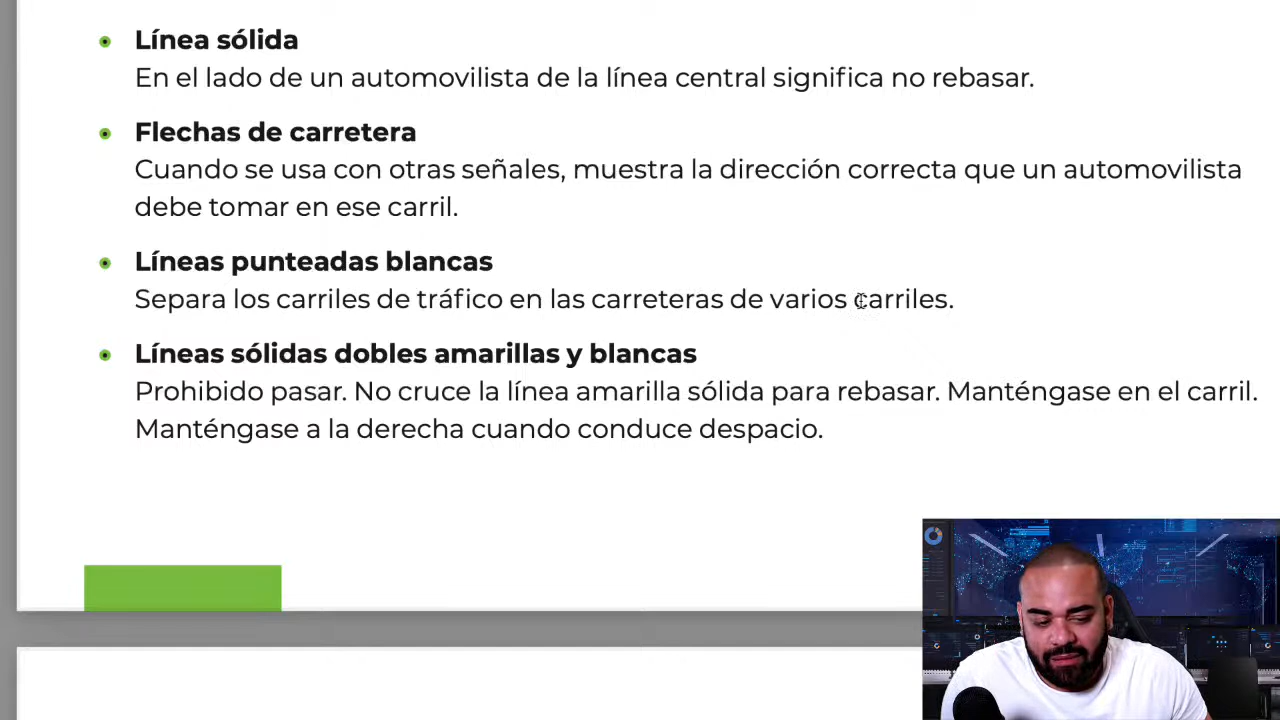 Línea sólida
En el lado de un automovilista de la línea central significa no rebasar.
Flechas de carretera
Cuando se usa con otras señales, muestra la dirección correcta que un automovilista
debe tomar en ese carril.
Líneas punteadas blancas
Separa los carriles de tráfico en las carreteras de varios carriles.
Líneas sólidas dobles amarillas y blancas
Prohibido pasar. No cruce la línea amarilla sólida para rebasar. Manténgase en el carril.
Manténgase a la derecha cuando conduce despacio.